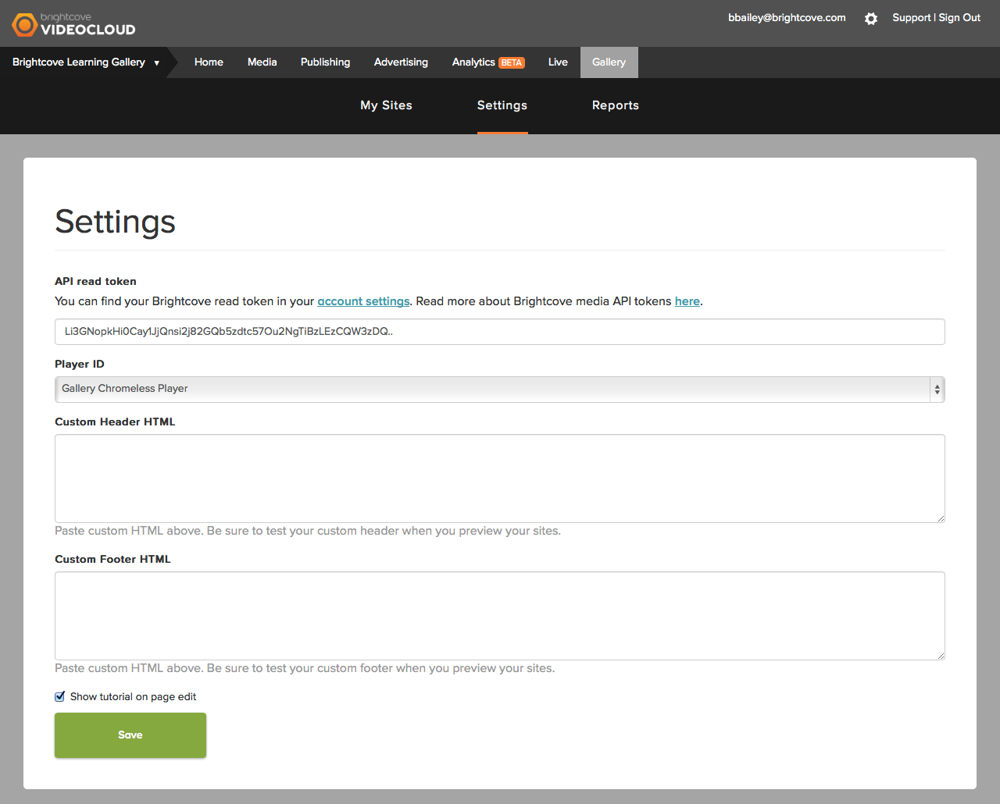 brightcove
VIDEOCLOUD
bbailey@brightcove.com
Support | Sign Out
Brightcove Learning Gallery ▼ Home Media Publishing Advertising Analytics BETA Live Gallery
My Sites Settings Reports
Settings
API read token
You can find your Brightcove read token in your account settings. Read more about Brightcove media API tokens here.
Li3GNopkHi0Cay1JjQnsi2j82GQb5zdtc57Ou2NgTiBzLEzCQW3zDQ..
Player ID
Gallery Chromeless Player
Custom Header HTML
Paste custom HTML above. Be sure to test your custom header when you preview your sites.
Custom Footer HTML
Paste custom HTML above. Be sure to test your custom footer when you preview your sites.
Show tutorial on page edit
Save